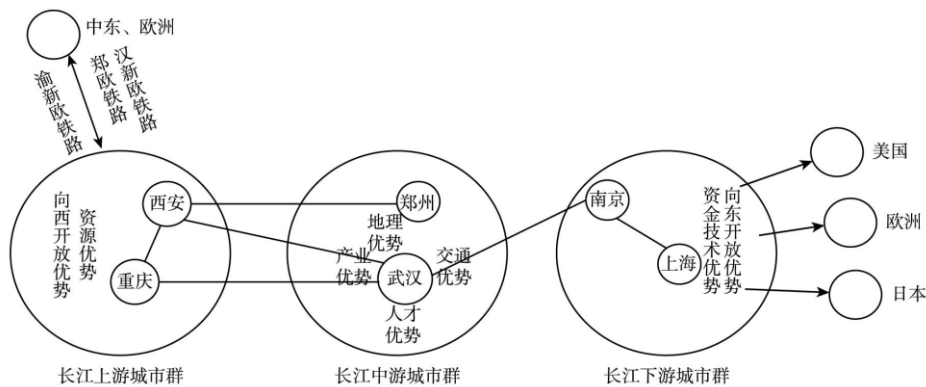 中东、欧洲
渝新欧铁路
郑欧铁路
汉新欧铁路
向西开放优势
资源优势
西安
重庆
长江上游城市群
郑州
地理
优势
产业
优势
武汉
交通
优势
人才
优势
长江中游城市群
南京
上海
资金技术优势
向东开放优势
长江下游城市群
美国
欧洲
日本